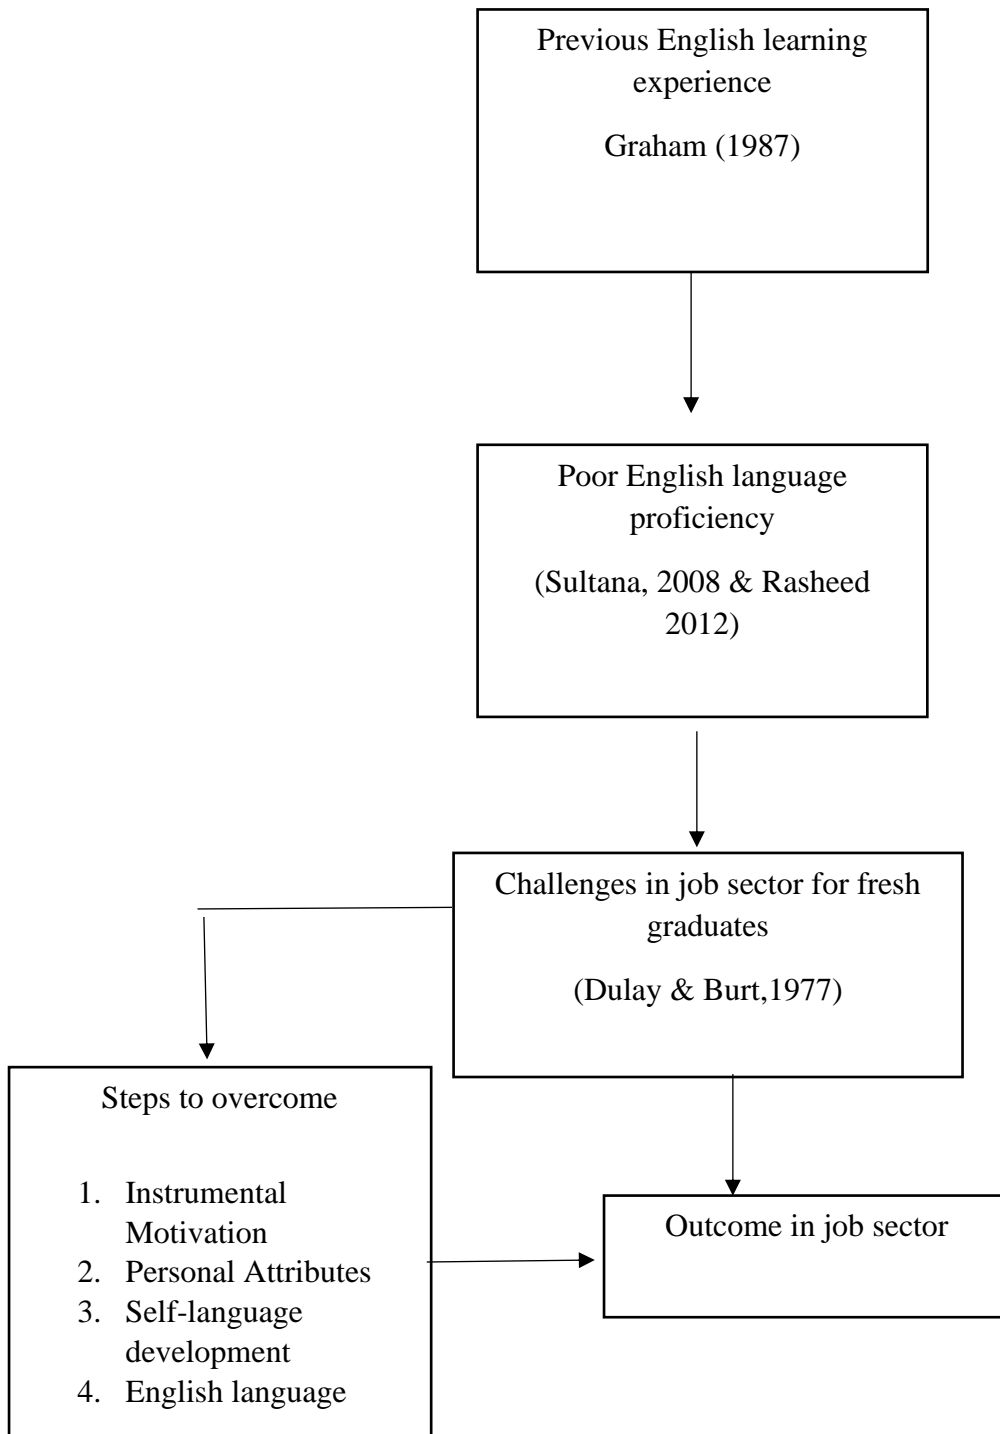 Previous English learning
experience
Graham (1987)
Poor English language
proficiency
(Sultana, 2008 & Rasheed
2012)
Challenges in job sector for fresh
graduates
(Dulay & Burt,1977)
Steps to overcome
1. Instrumental
Motivation
2. Personal Attributes
3. Self-language
development
4. English language
Outcome in job sector